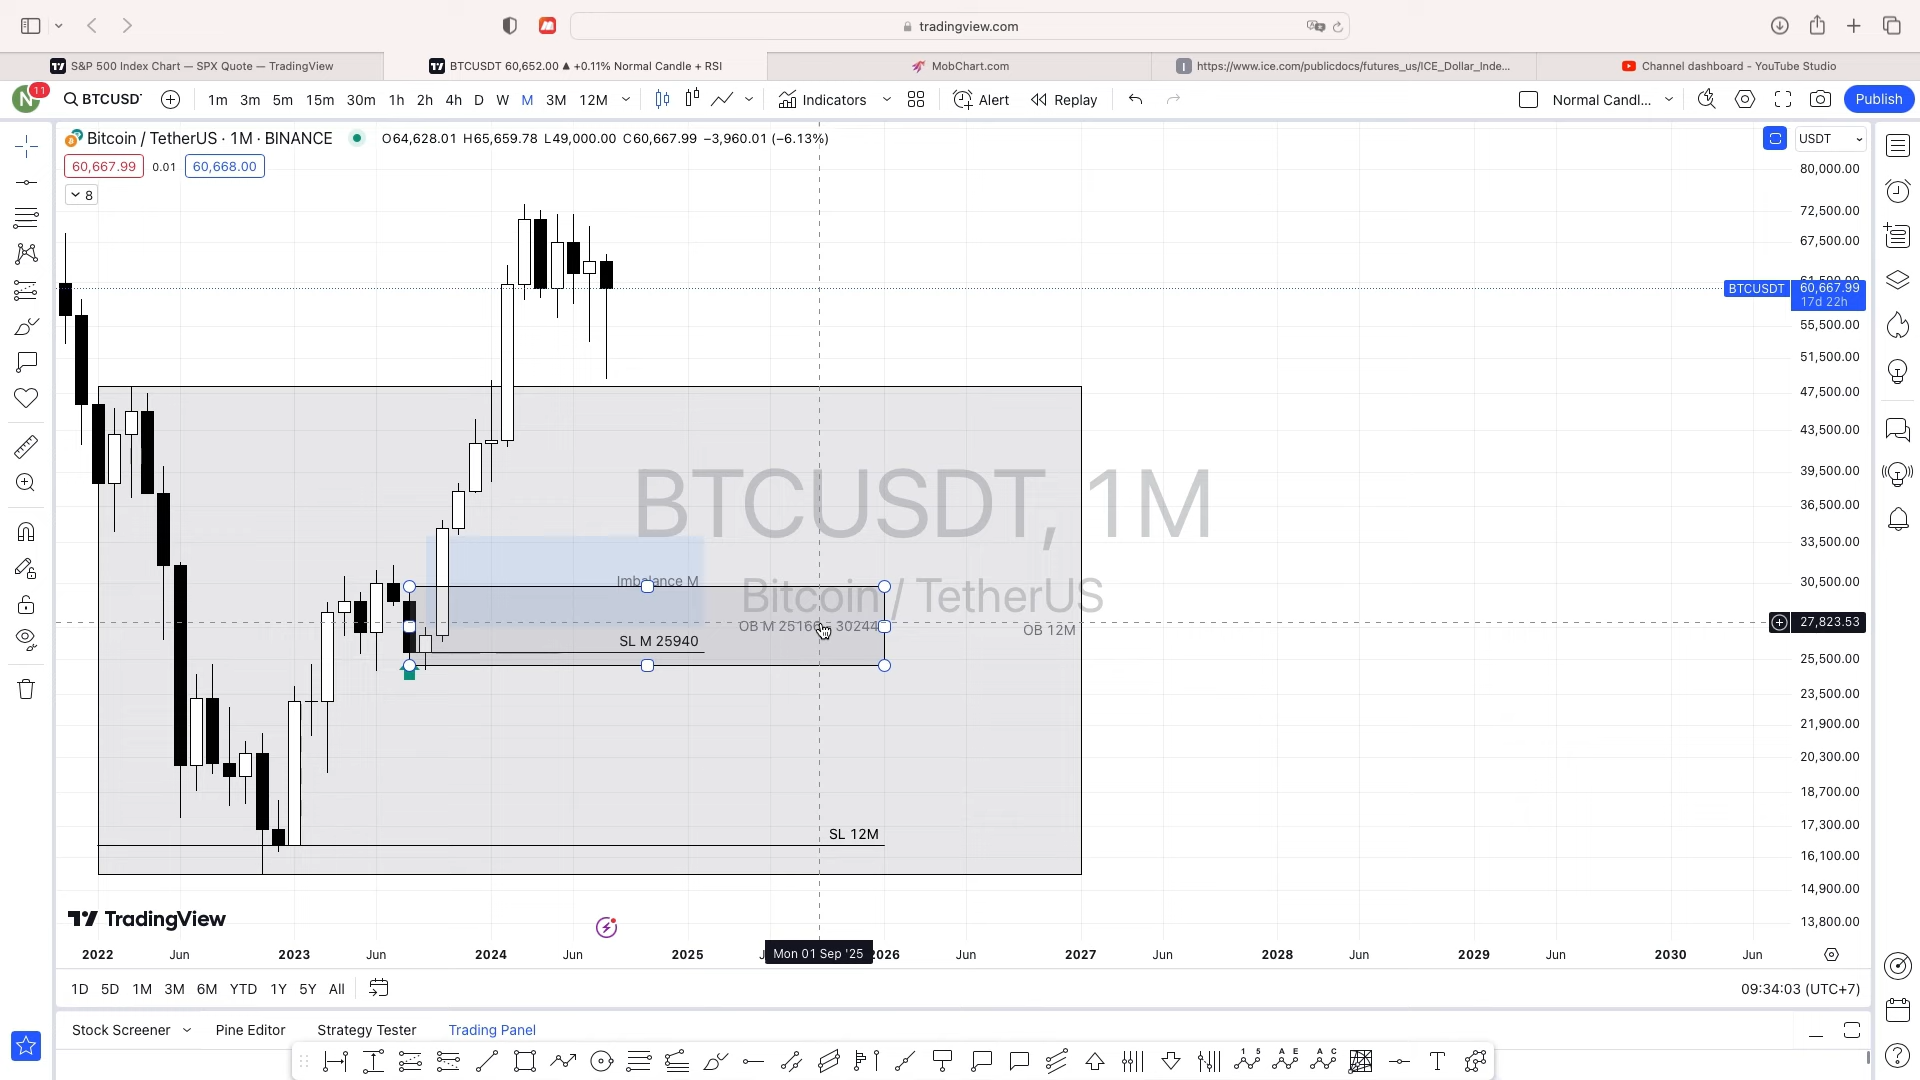 tradingview.com
S&P 500 Index Chart — SPX Quote — TradingView
BTCUSDT 60,652.00 ▲ +0.11% Normal Candle + RSI
MobChart.com
https://www.ice.com/publicdocs/futures_us/ICE_Dollar_Inde...
Channel dashboard - YouTube Studio
N 11
BTCUSD
1m 3m 5m 15m 30m 1h 2h 4h D W M 3M 12M
Indicators
Alert
Replay
Normal Candl...
Publish
Bitcoin / TetherUS · 1M · BINANCE
O64,628.01 H65,659.78 L49,000.00 C60,667.99 −3,960.01 (−6.13%)
USDT
60,667.99 0.01 60,668.00
8
80,000.00
72,500.00
67,500.00
BTCUSDT 60,667.99
17d 22h
55,500.00
51,500.00
47,500.00
43,500.00
39,500.00
36,500.00
33,500.00
30,500.00
27,823.53
25,500.00
23,500.00
21,900.00
20,300.00
18,700.00
17,300.00
16,100.00
14,900.00
13,800.00
BTCUSDT, 1M
Bitcoin / TetherUS
Imbalance M
OB M 25166 - 30244
OB 12M
SL M 25940
SL 12M
TradingView
2022 Jun 2023 Jun 2024 Jun 2025 Mon 01 Sep '25 2026 Jun 2027 Jun 2028 Jun 2029 Jun 2030 Jun
1D 5D 1M 3M 6M YTD 1Y 5Y All
09:34:03 (UTC+7)
Stock Screener Pine Editor Strategy Tester Trading Panel